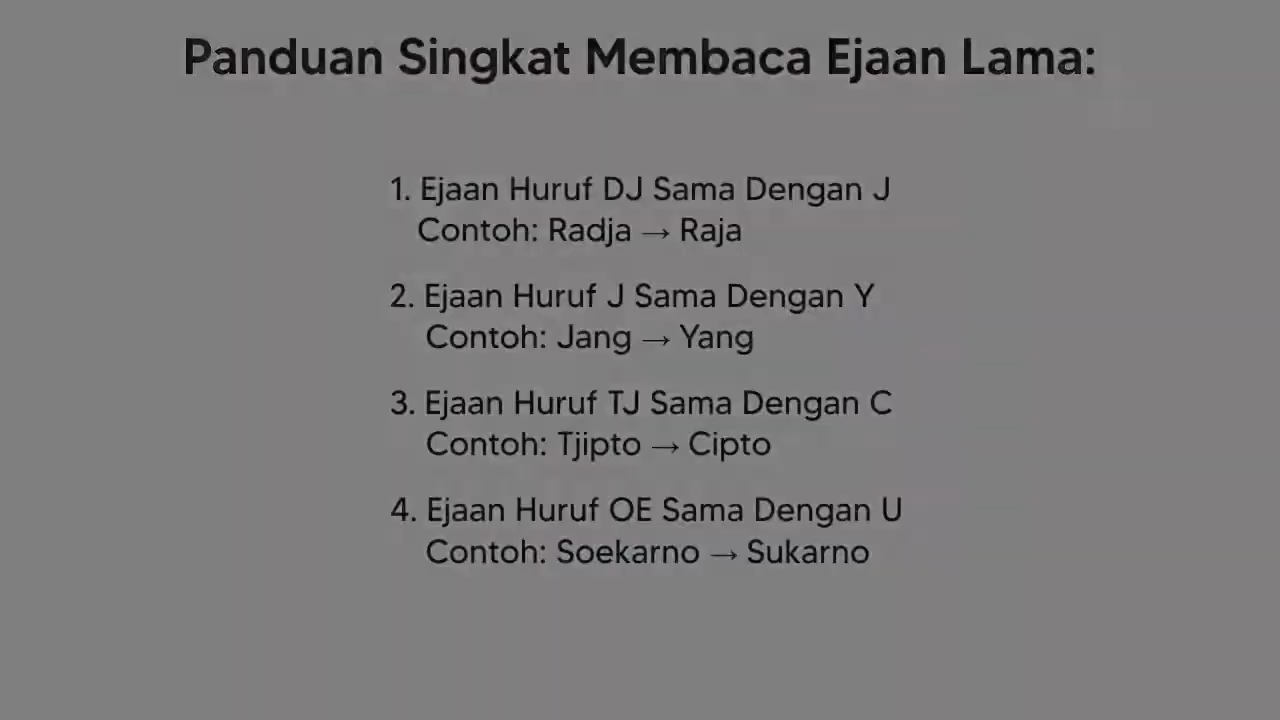 Panduan Singkat Membaca Ejaan Lama:
1. Ejaan Huruf DJ Sama Dengan J
Contoh: Radja → Raja
2. Ejaan Huruf J Sama Dengan Y
Contoh: Jang → Yang
3. Ejaan Huruf TJ Sama Dengan C
Contoh: Tjipto → Cipto
4. Ejaan Huruf OE Sama Dengan U
Contoh: Soekarno → Sukarno